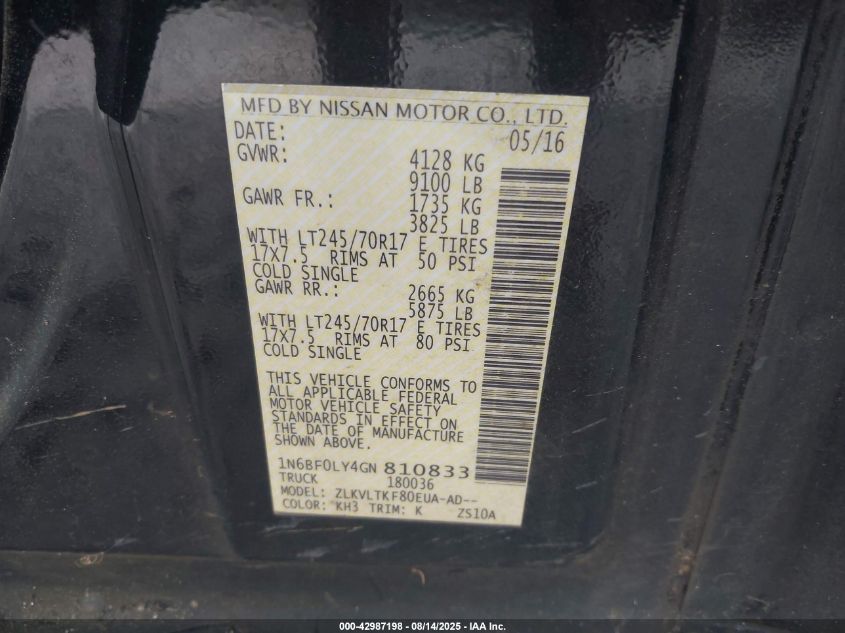 MFD BY NISSAN MOTOR CO., LTD.
DATE: 05/16
GVWR: 4128 KG
9100 LB
GAWR FR.: 1735 KG
3825 LB
WITH LT245/70R17 E TIRES
17X7.5 RIMS AT 50 PSI
COLD SINGLE
GAWR RR.: 2665 KG
5875 LB
WITH LT245/70R17 E TIRES
17X7.5 RIMS AT 80 PSI
COLD SINGLE
THIS VEHICLE CONFORMS TO
ALL APPLICABLE FEDERAL
MOTOR VEHICLE SAFETY
STANDARDS IN EFFECT ON
THE DATE OF MANUFACTURE
SHOWN ABOVE.
1N6BF0LY4GN 810833
TRUCK 180036
MODEL: ZLKVLTKF80EUA-AD--
COLOR: KH3 TRIM: K ZS10A
000-42987198 - 08/14/2025 - IAA Inc.